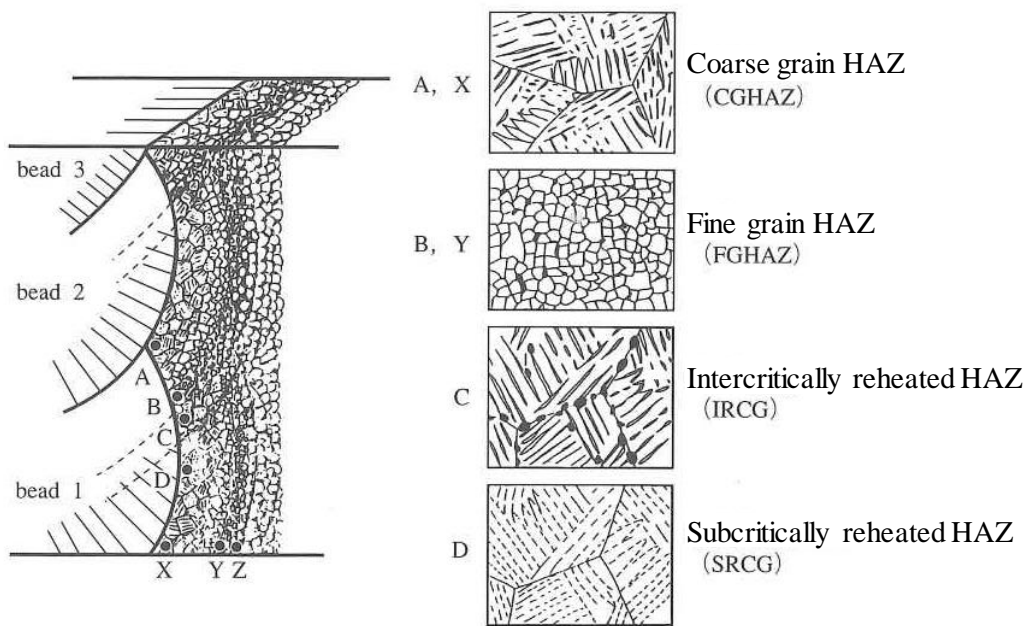 bead 3
bead 2
bead 1
A
B
C
D
X Y Z
A, X
Coarse grain HAZ
(CGHAZ)
B, Y
Fine grain HAZ
(FGHAZ)
C
Intercritically reheated HAZ
(IRCG)
D
Subcritically reheated HAZ
(SRCG)